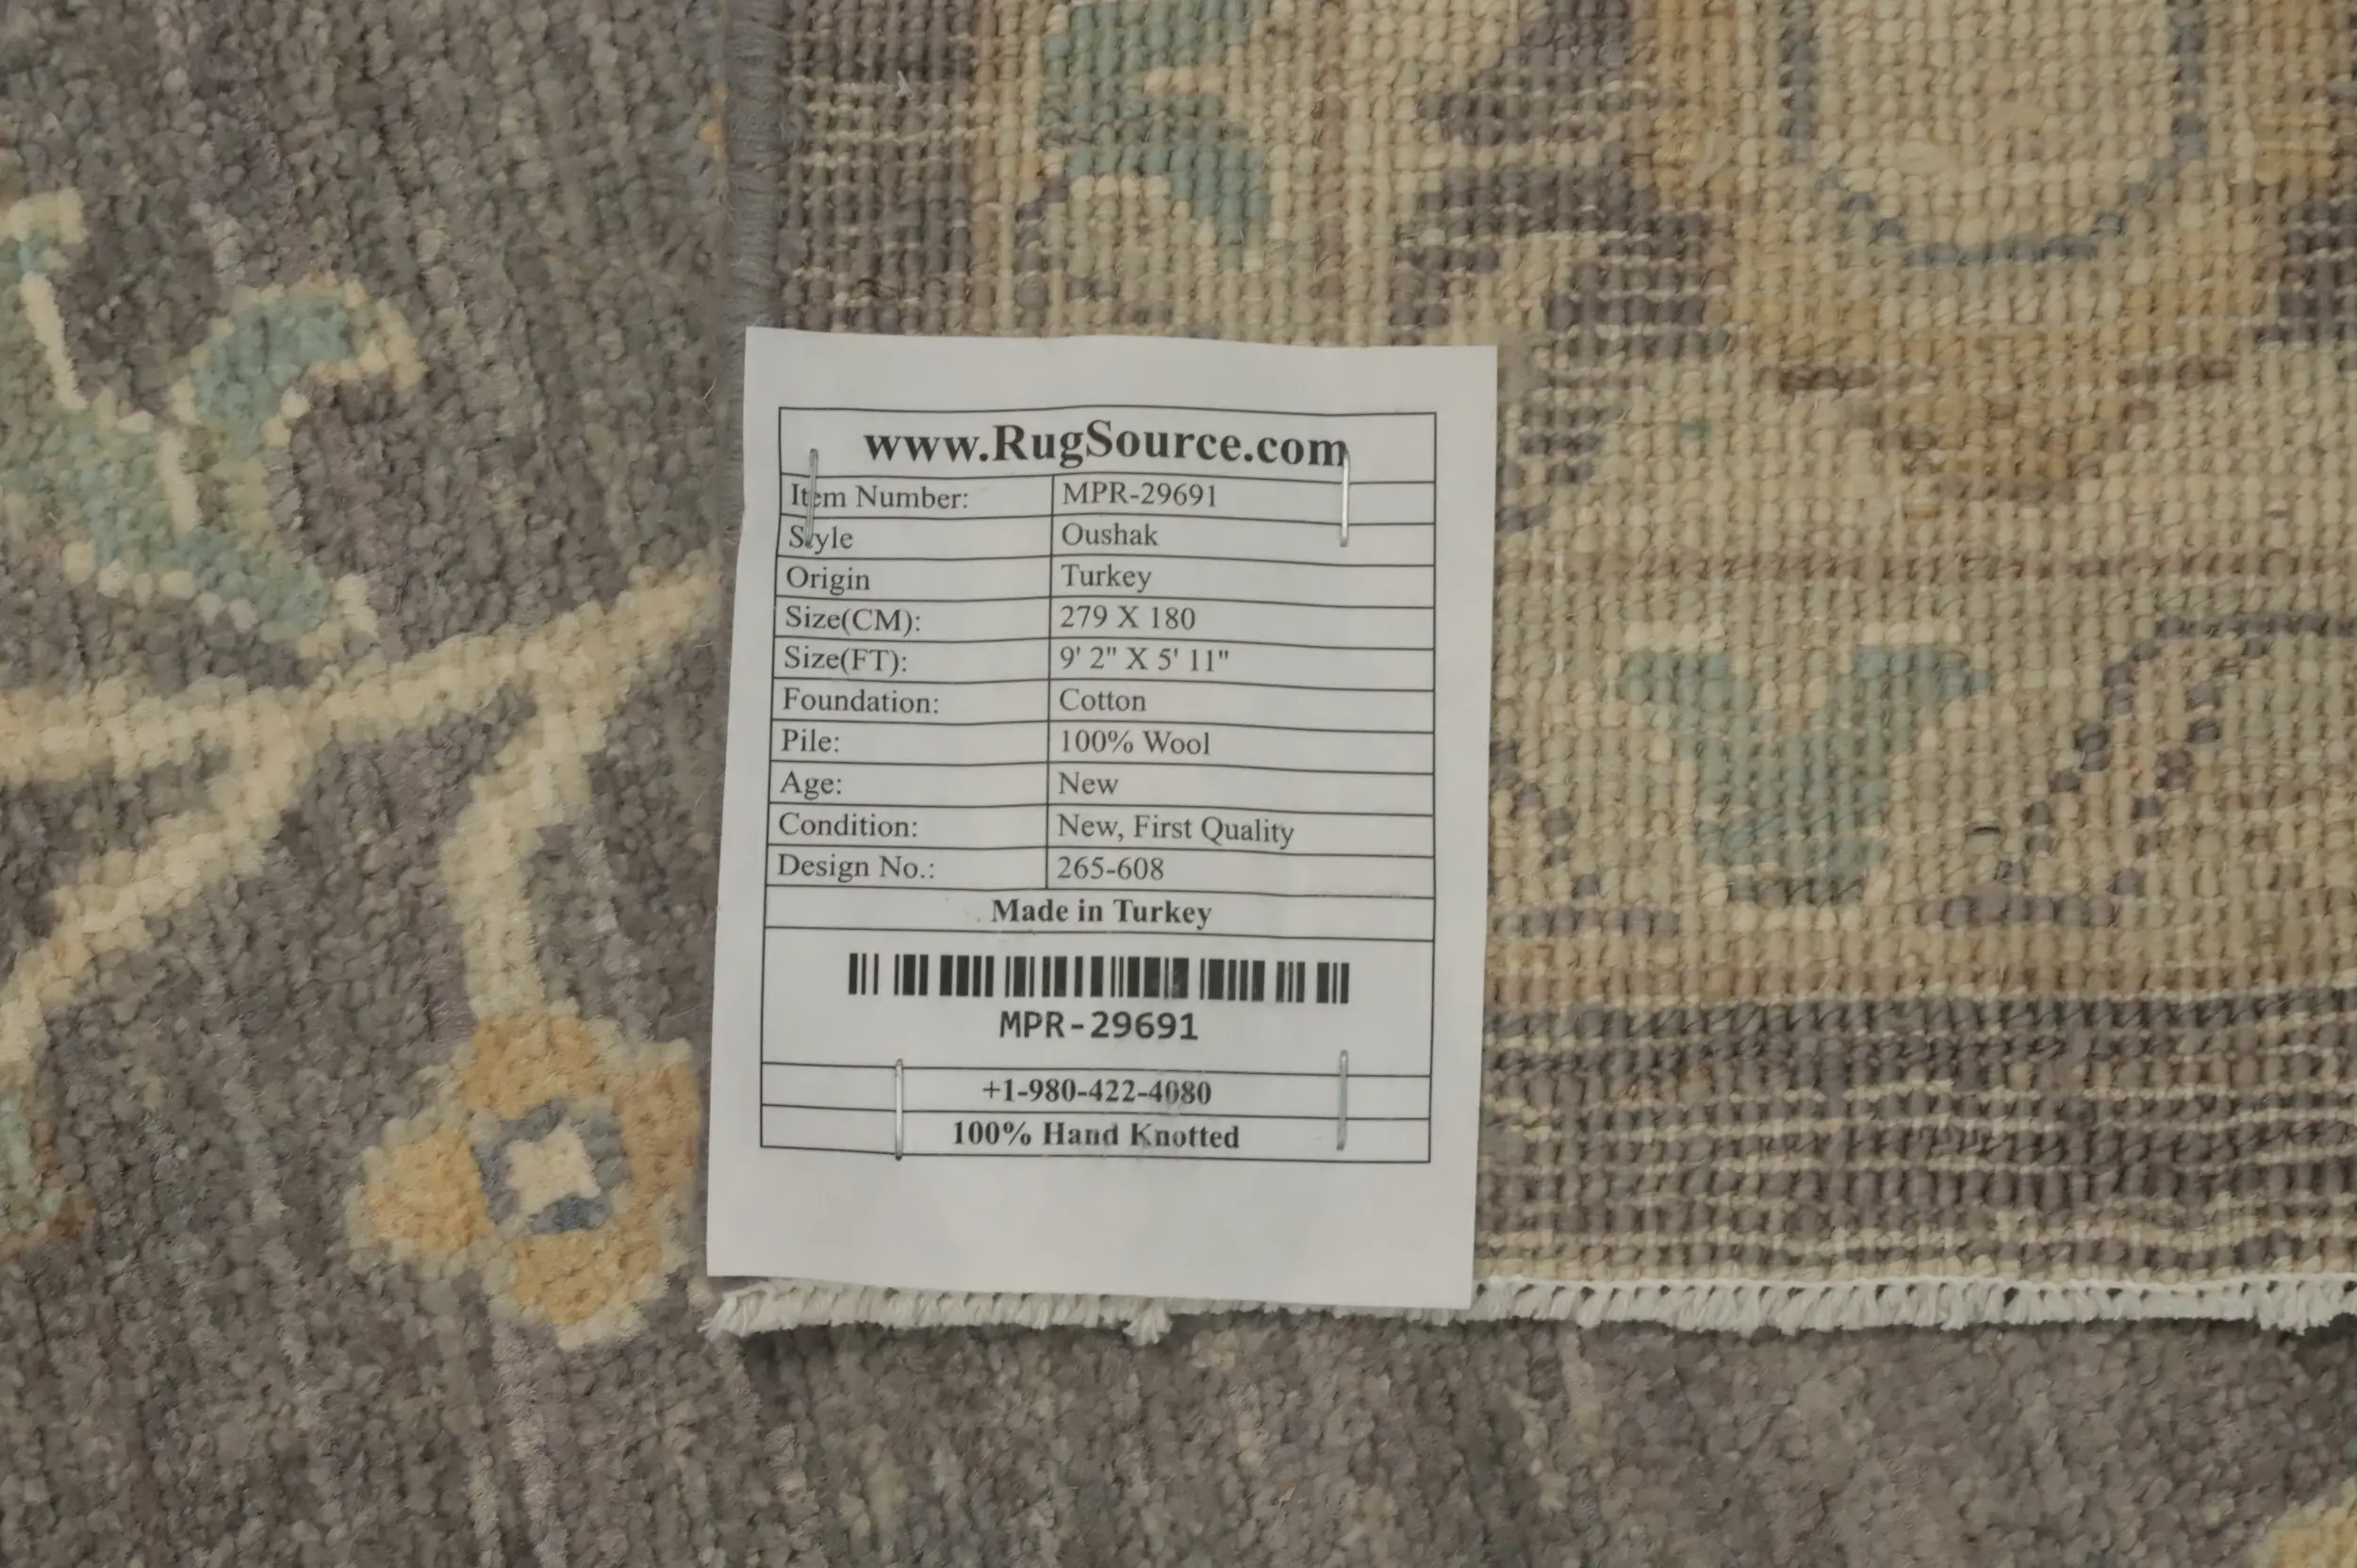 www.RugSource.com
Item Number: MPR-29691
Style Oushak
Origin Turkey
Size(CM): 279 X 180
Size(FT): 9' 2" X 5' 11"
Foundation: Cotton
Pile: 100% Wool
Age: New
Condition: New, First Quality
Design No.: 265-608
Made in Turkey
MPR-29691
+1-980-422-4080
100% Hand Knotted